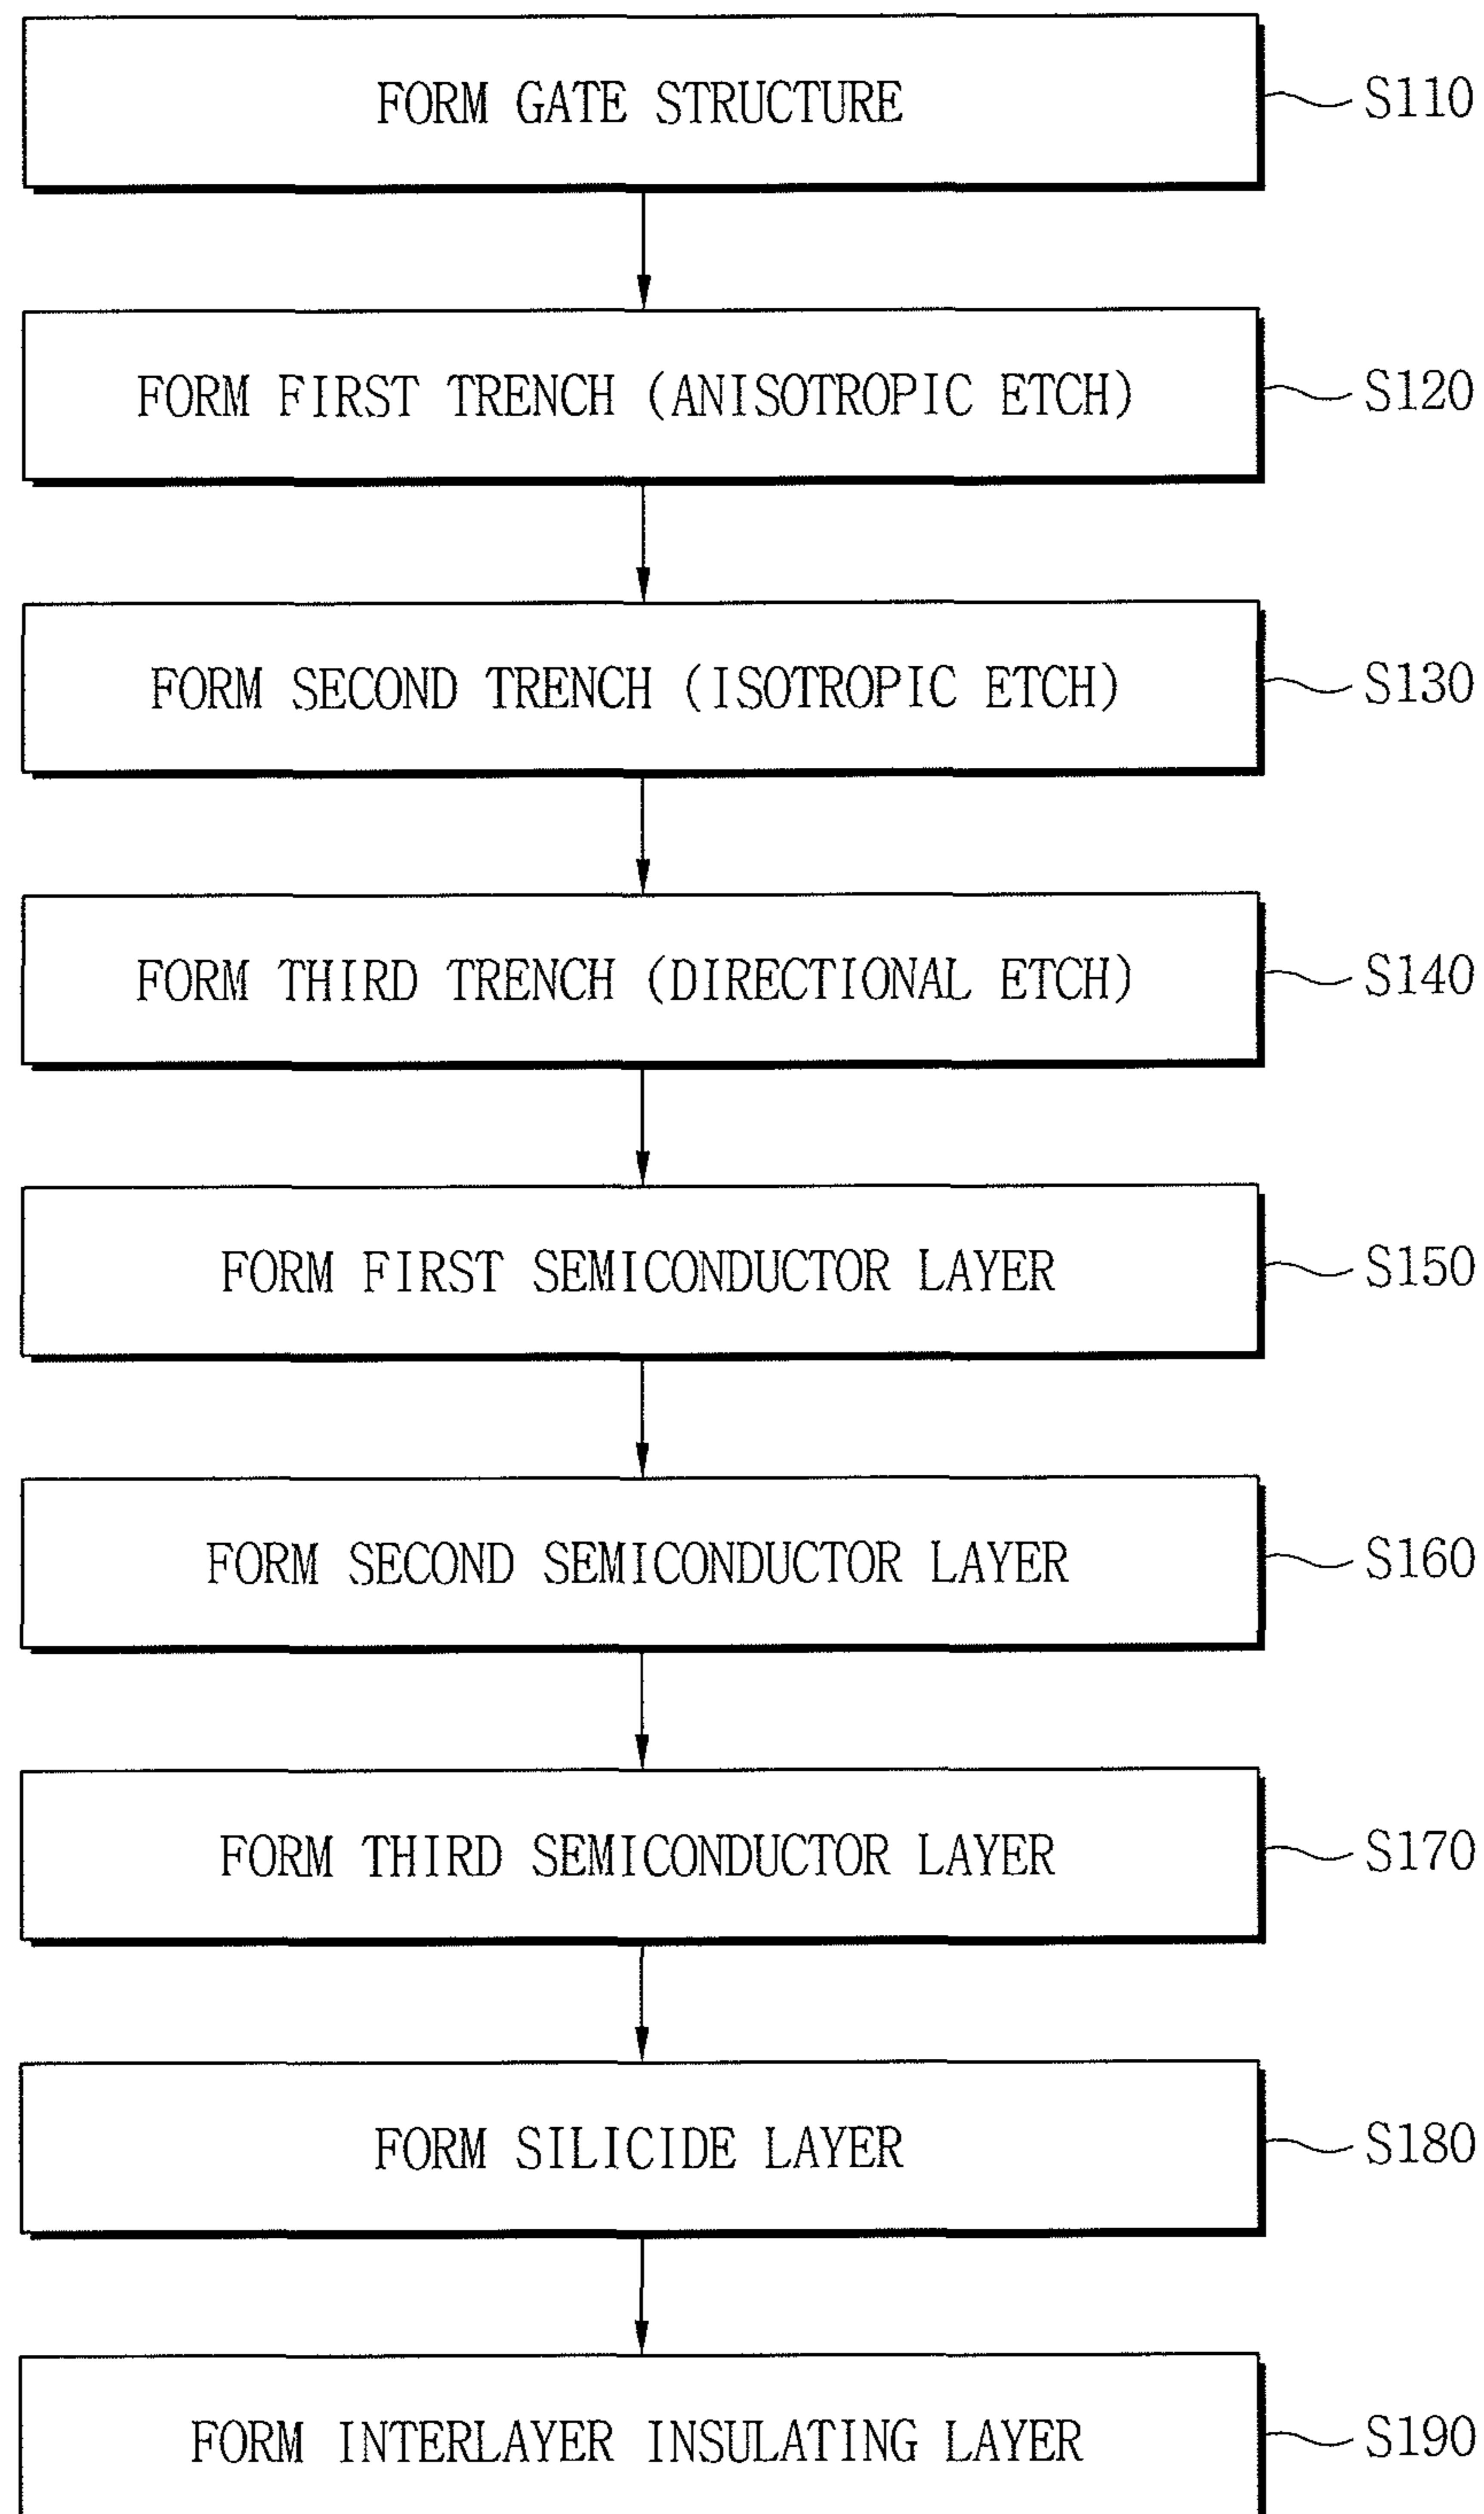 FORM GATE STRUCTURE S110
FORM FIRST TRENCH (ANISOTROPIC ETCH) S120
FORM SECOND TRENCH (ISOTROPIC ETCH) S130
FORM THIRD TRENCH (DIRECTIONAL ETCH) S140
FORM FIRST SEMICONDUCTOR LAYER S150
FORM SECOND SEMICONDUCTOR LAYER S160
FORM THIRD SEMICONDUCTOR LAYER S170
FORM SILICIDE LAYER S180
FORM INTERLAYER INSULATING LAYER S190